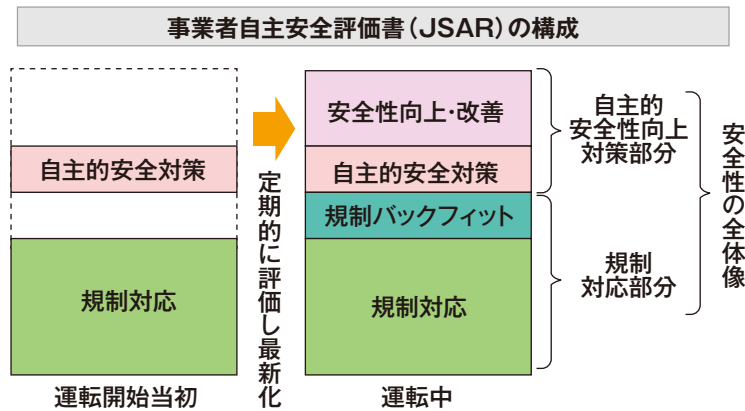 事業者自主安全評価書（JSAR）の構成
自主的安全対策
規制対応
運転開始当初
定期的に評価し最新化
安全性向上・改善
自主的安全対策
規制バックフィット
規制対応
運転中
自主的
安全性向上
対策部分
規制
対応部分
安全性の全体像